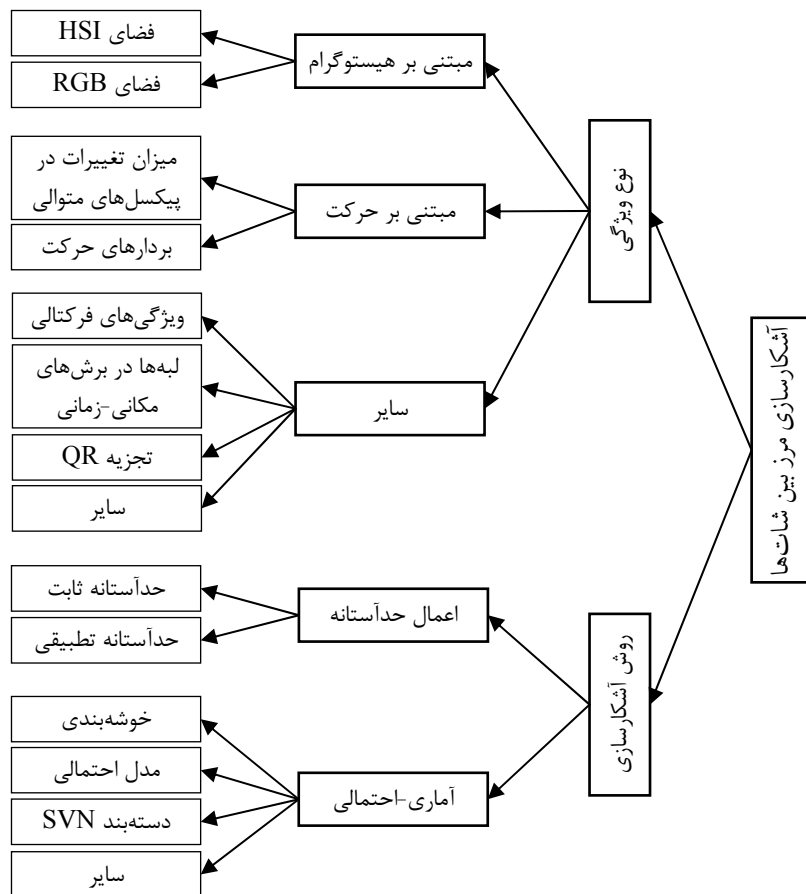 آشکارسازی مرز بین شات‌ها
نوع ویژگی
مبتنی بر هیستوگرام
فضای HSI
فضای RGB
مبتنی بر حرکت
میزان تغییرات در
پیکسل‌های متوالی
بردارهای حرکت
سایر
ویژگی‌های فرکتالی
لبه‌ها در برش‌های
مکانی-زمانی
تجزیه QR
سایر
روش آشکارسازی
اعمال حدآستانه
حدآستانه ثابت
حدآستانه تطبیقی
آماری-احتمالی
خوشه‌بندی
مدل احتمالی
دسته‌بند SVN
سایر